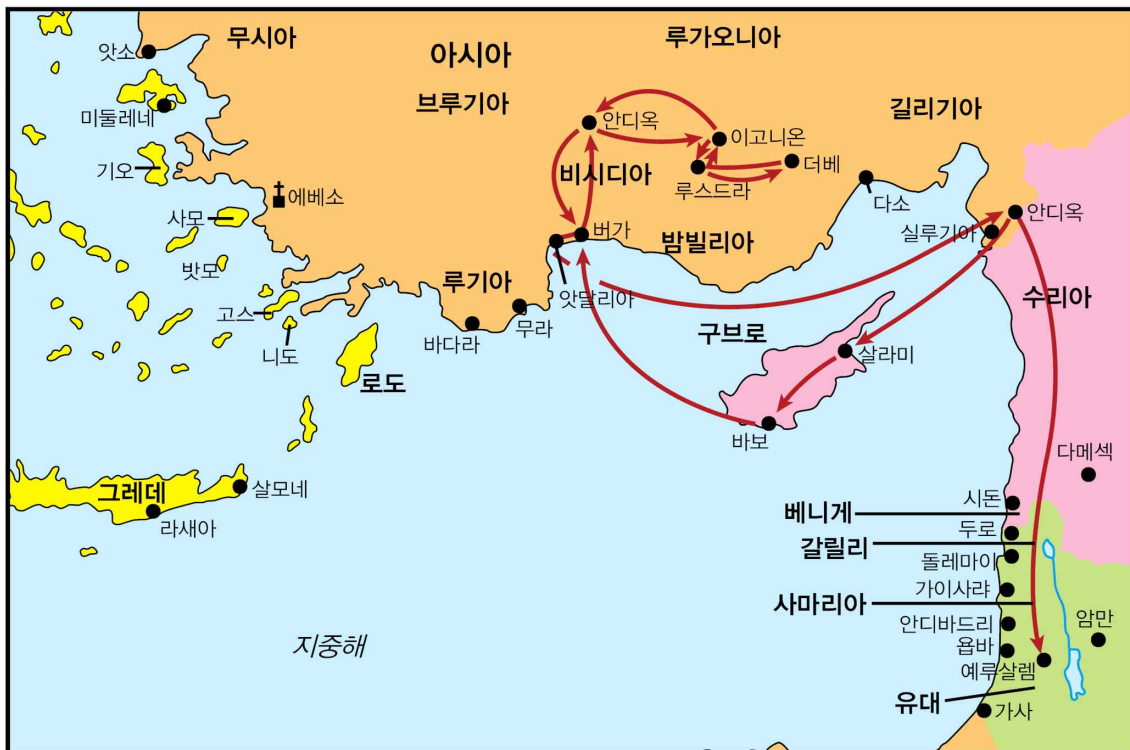 무시아
루가오니아
앗소
아시아
브루기아
미둘레네
안디옥
길리기아
이고니온
더베
기오
비시디아
루스드라
에베소
다소
사모
안디옥
버가
실루기아
밧모
밤빌리아
루기아
앗달리아
수리아
고스
무라
구브로
니도
바다라
살라미
로도
바보
다메섹
그레데
살모네
시돈
베니게
라새아
두로
갈릴리
돌레마이
가이사랴
사마리아
안디바드리
암만
지중해
욥바
예루살렘
유대
가사